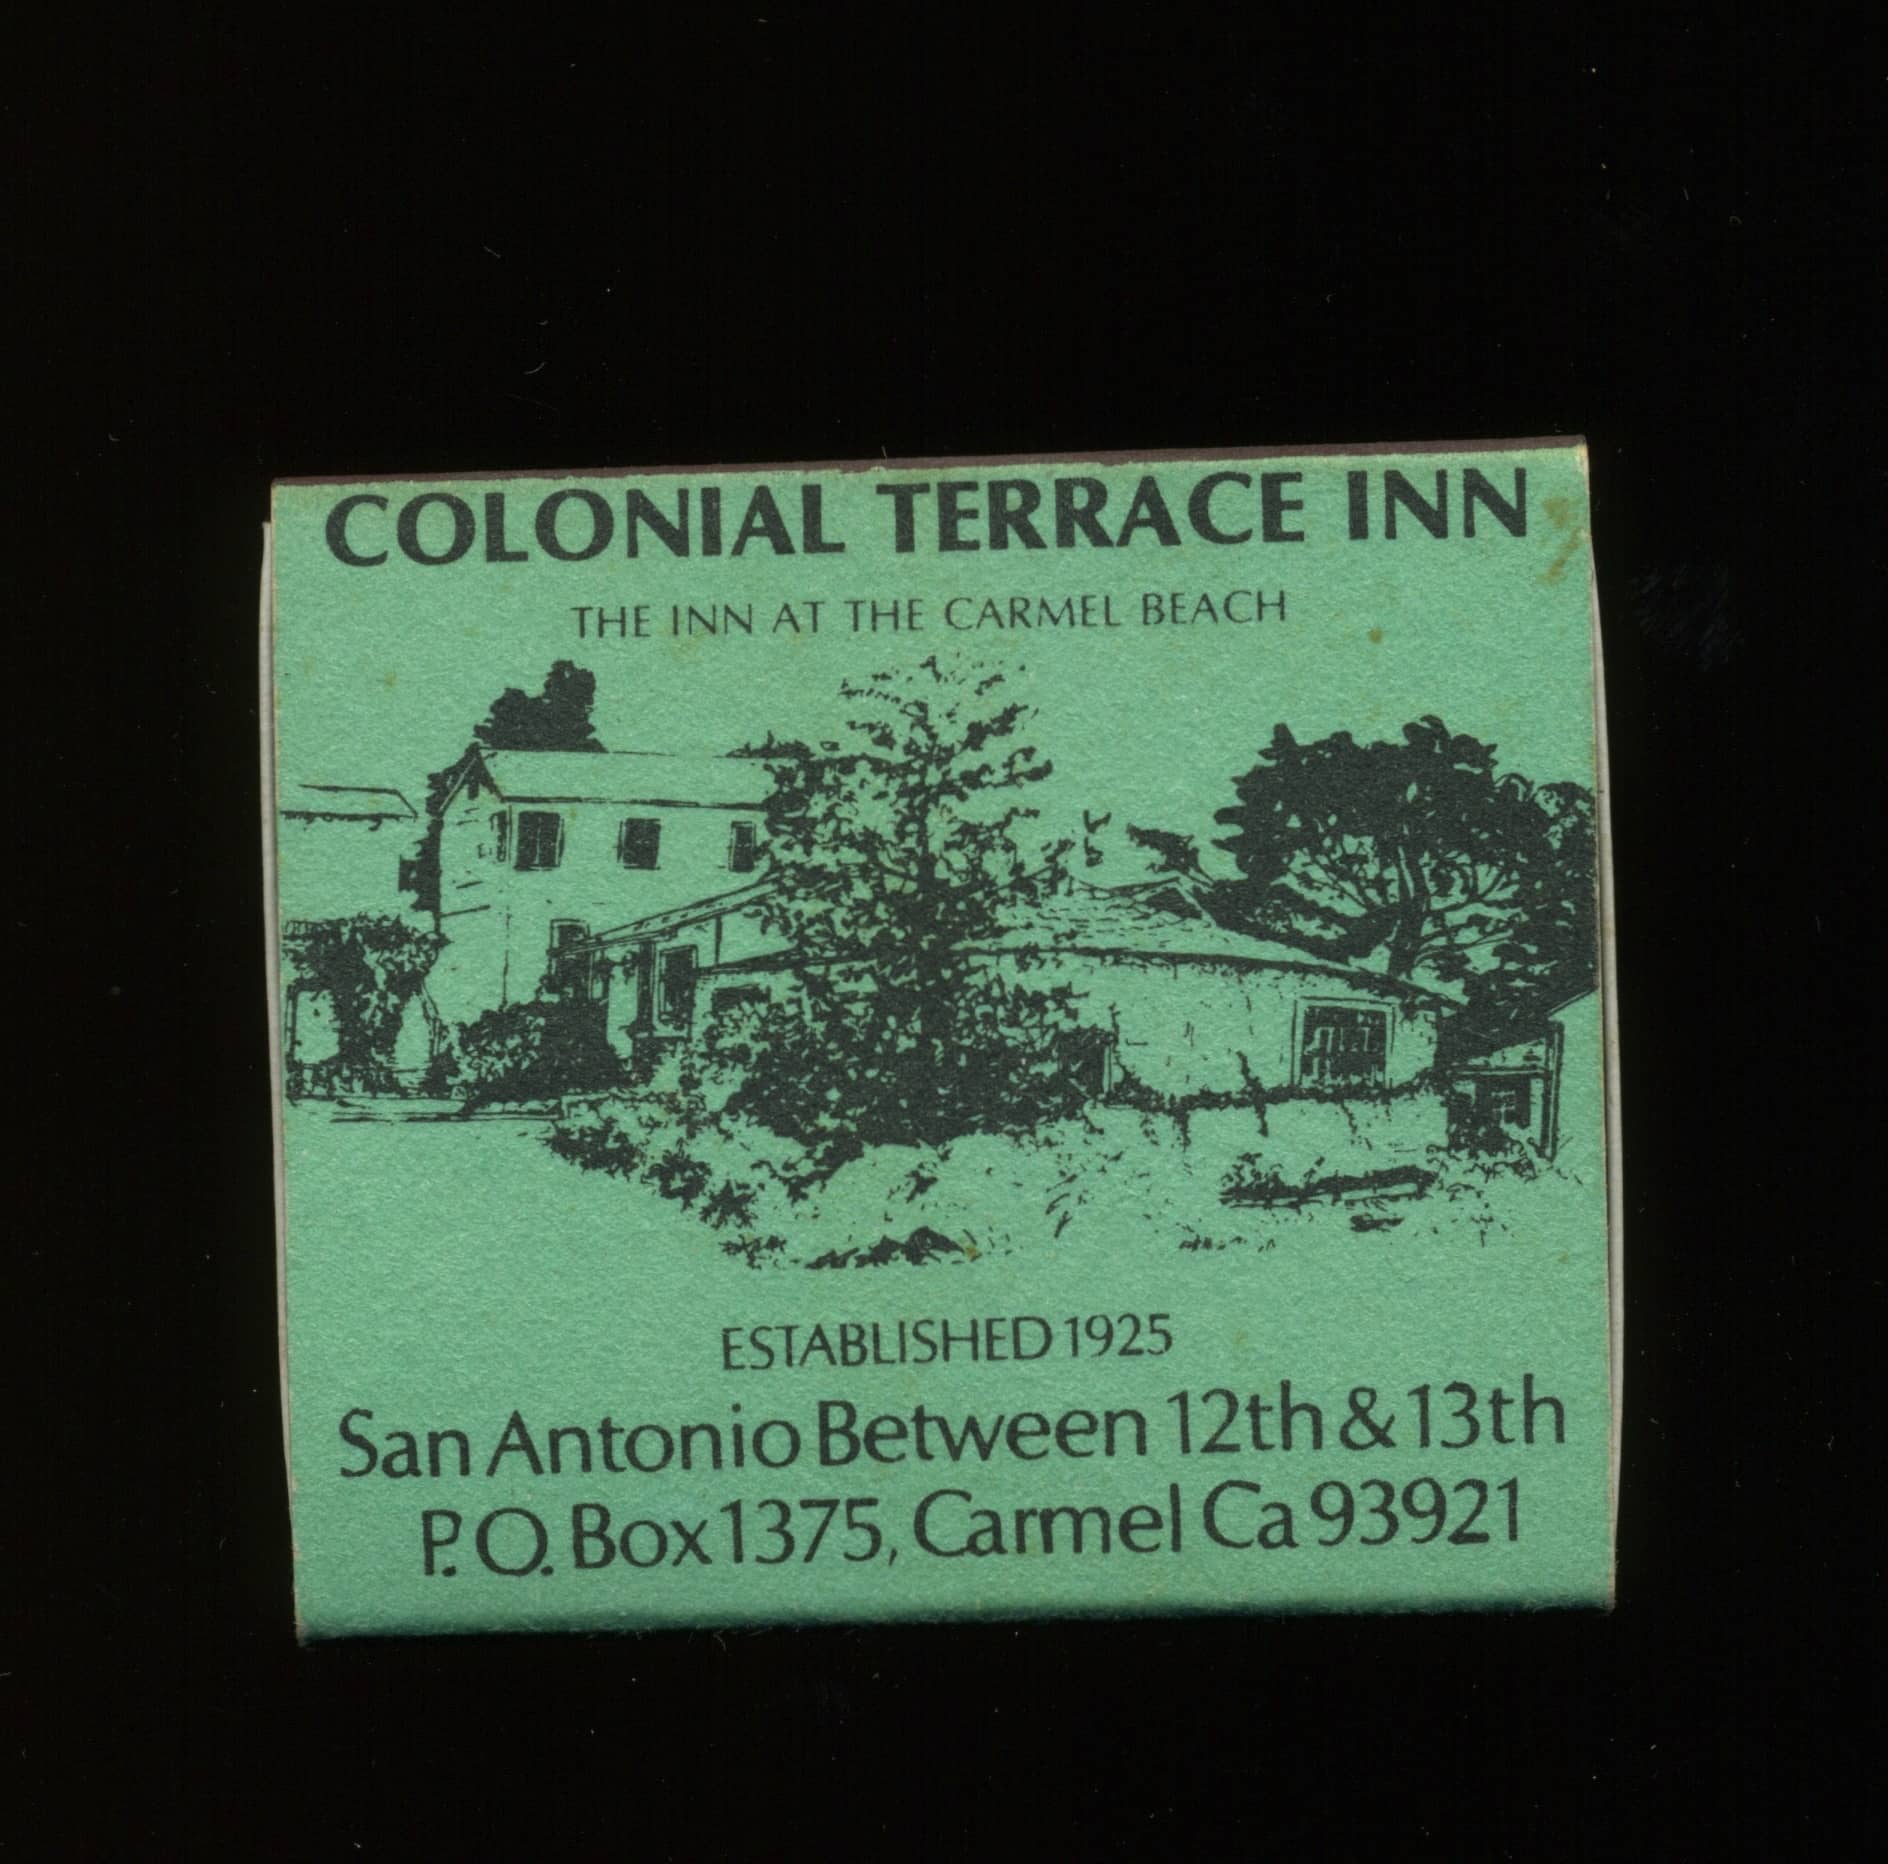 COLONIAL TERRACE INN
THE INN AT THE CARMEL BEACH
ESTABLISHED 1925
San Antonio Between 12th & 13th
P.O. Box 1375, Carmel Ca 93921